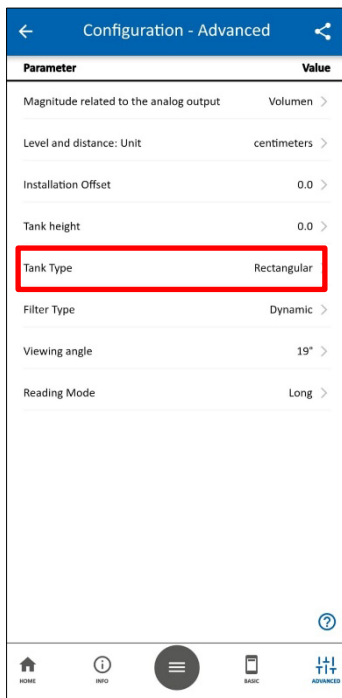 Configuration - Advanced
Parameter Value
Magnitude related to the analog output Volumen
Level and distance: Unit centimeters
Installation Offset 0.0
Tank height 0.0
Tank Type Rectangular
Filter Type Dynamic
Viewing angle 19"
Reading Mode Long
HOME INFO BASIC ADVANCED